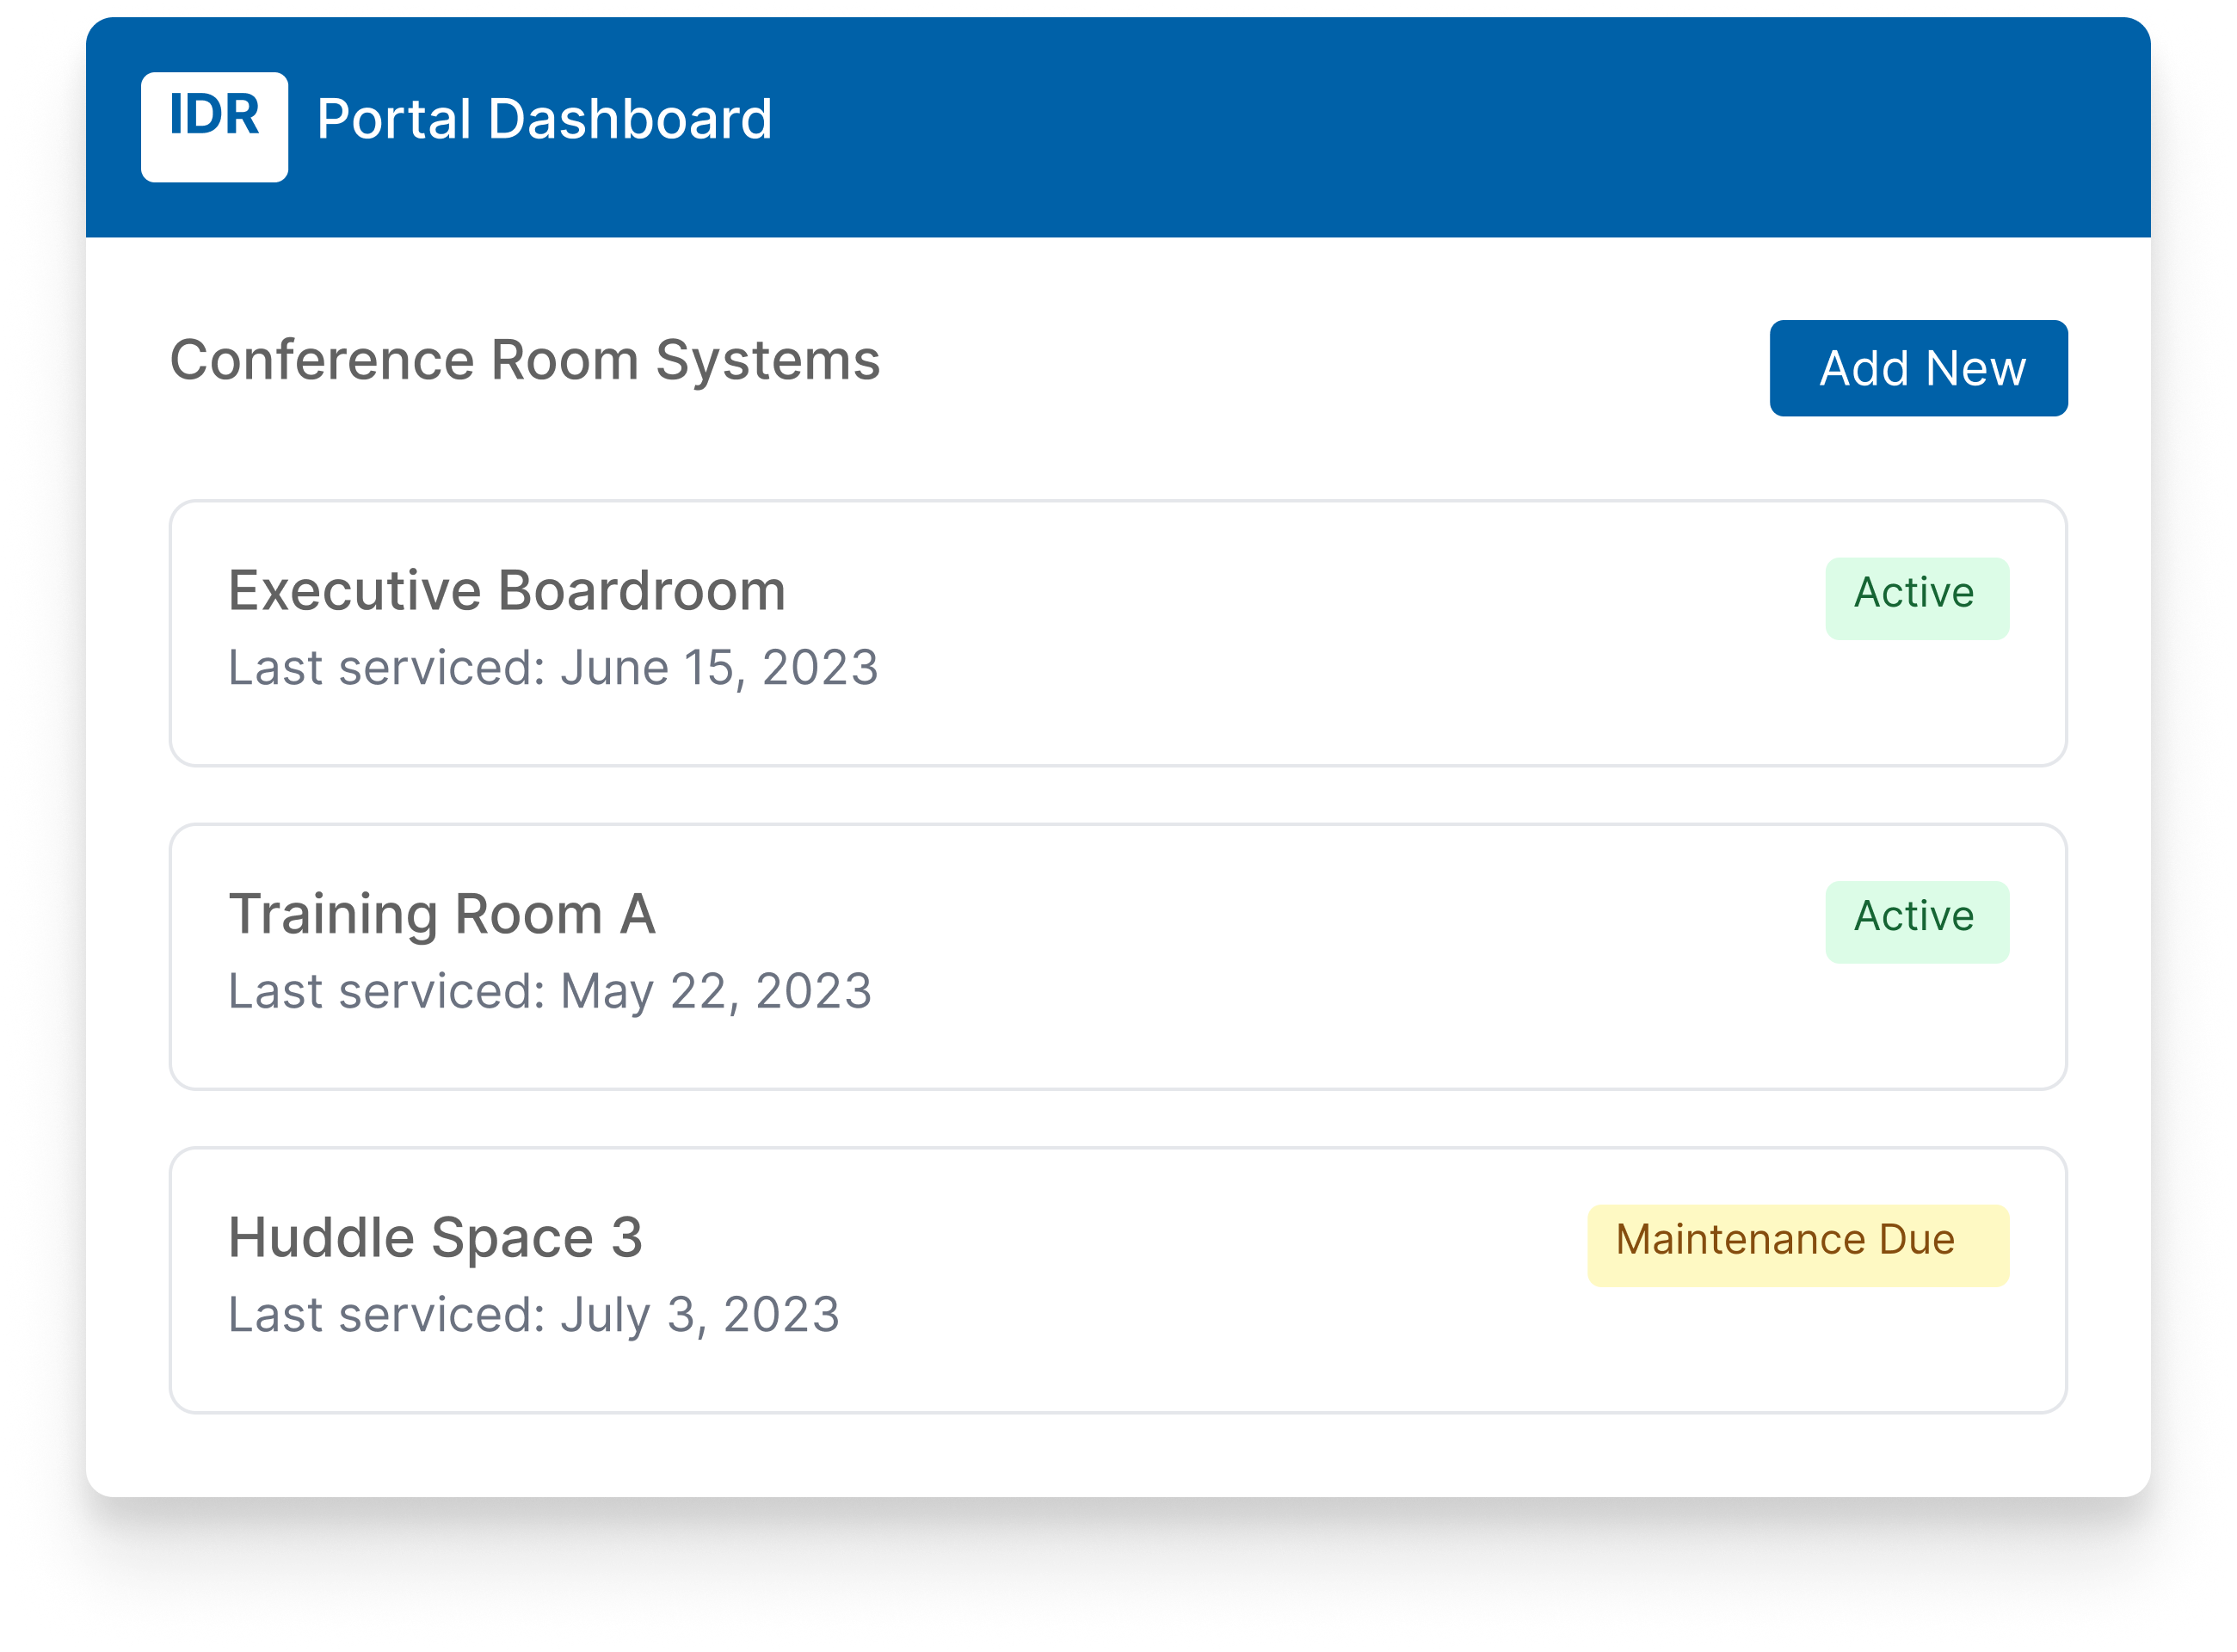 IDR Portal Dashboard
Conference Room Systems
Add New
Executive Boardroom
Active
Last serviced: June 15, 2023
Training Room A
Active
Last serviced: May 22, 2023
Huddle Space 3
Maintenance Due
Last serviced: July 3, 2023